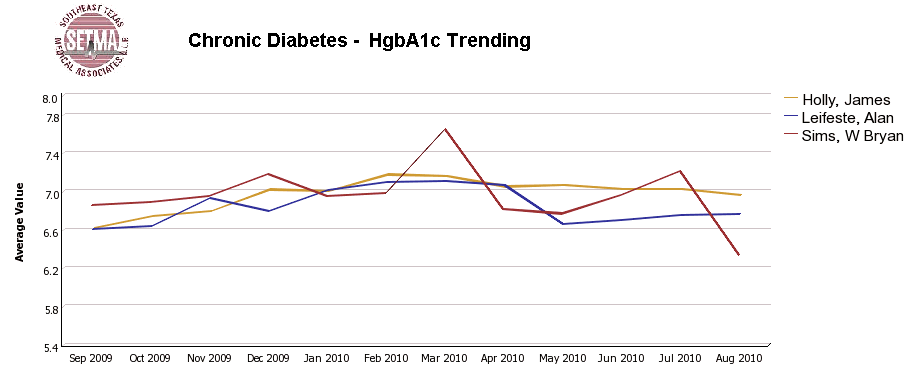 SOUTHEAST TEXAS
SETMA
MEDICAL ASSOCIATES, L.L.P.
Chronic Diabetes - HgbA1c Trending
8.0
7.8
7.4
7.0
6.6
6.2
5.8
5.4
Average Value
Sep 2009 Oct 2009 Nov 2009 Dec 2009 Jan 2010 Feb 2010 Mar 2010 Apr 2010 May 2010 Jun 2010 Jul 2010 Aug 2010
Holly, James
Leifeste, Alan
Sims, W Bryan